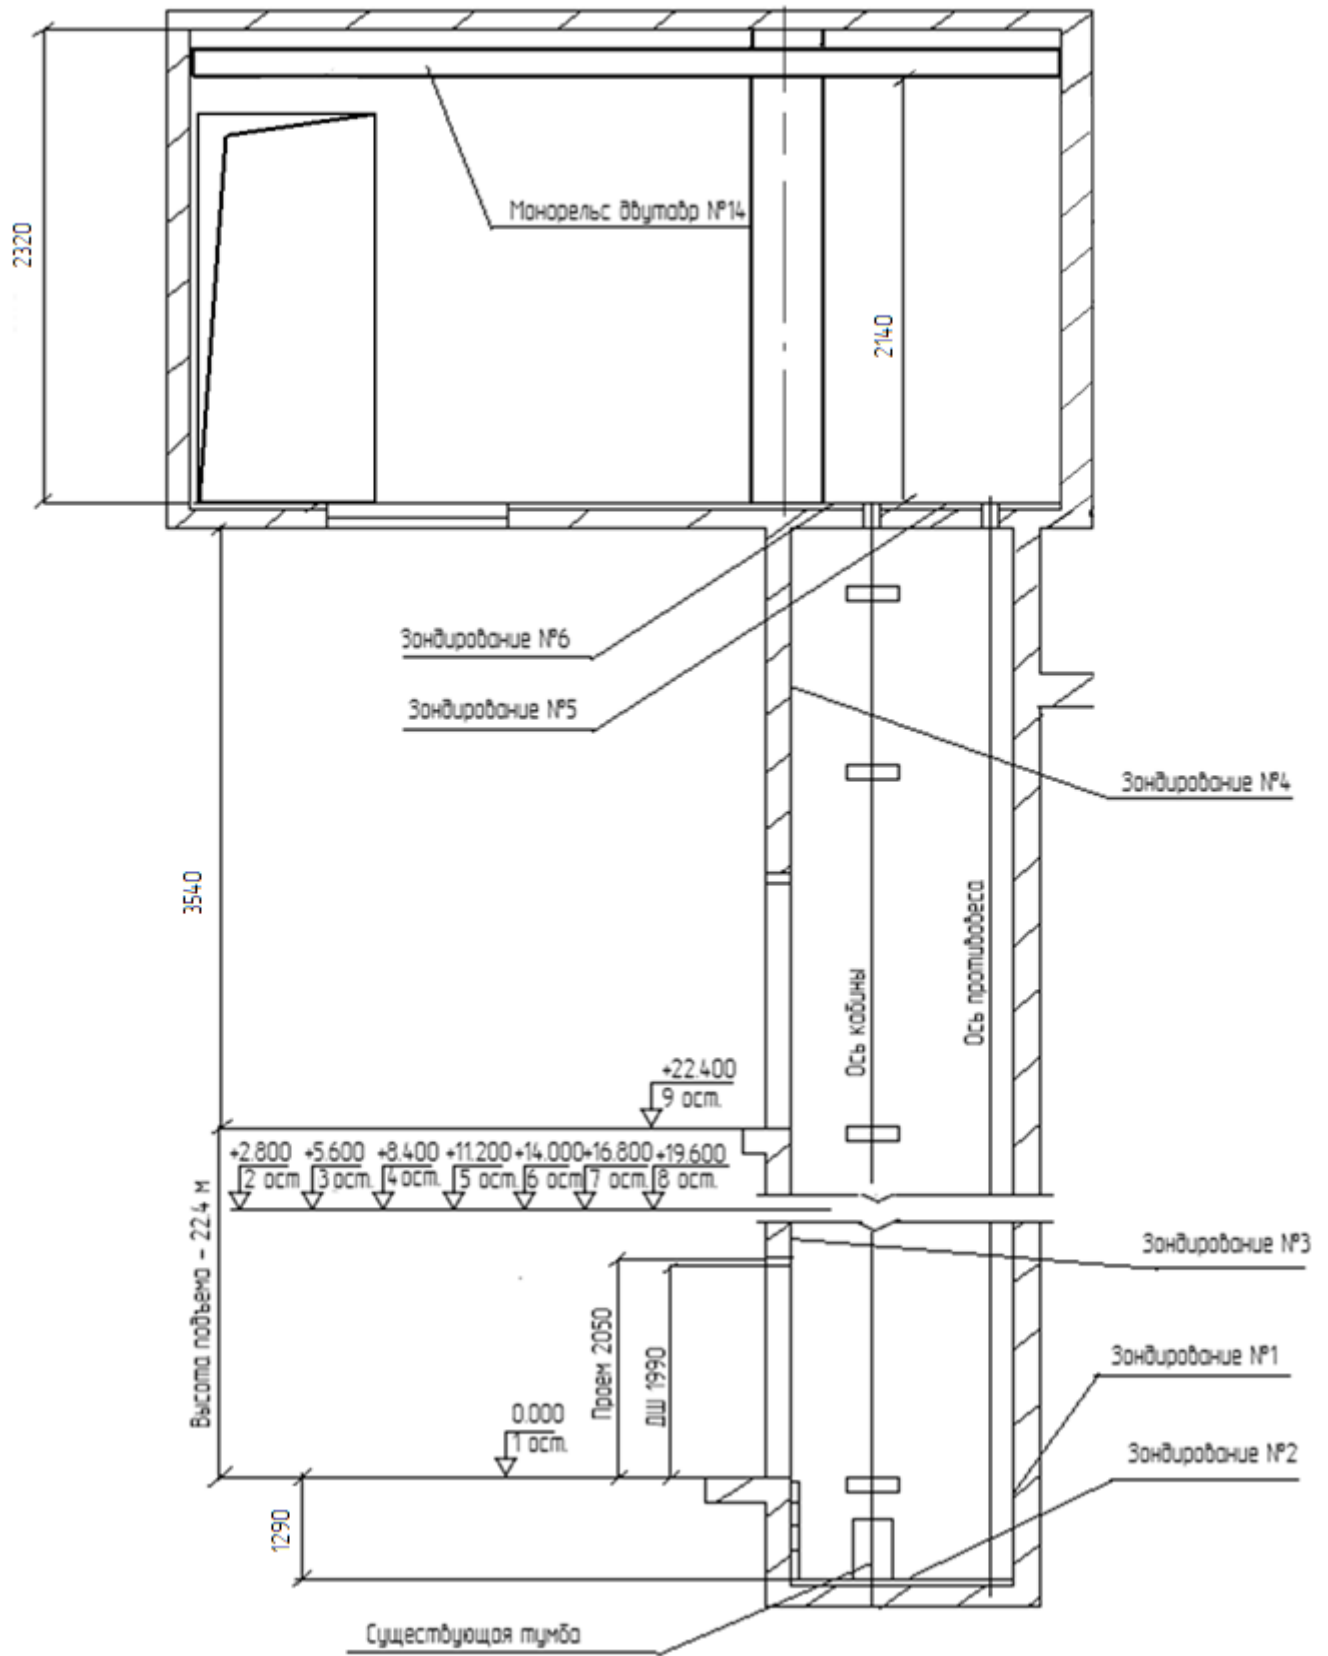 Монорельс двутавр №14
2320
2140
Зондирование №6
Зондирование №5
Зондирование №4
3540
Ось кабины
Ось противовеса
+22.400
9 ост.
+2.800 +5.600 +8.400 +11.200 +14.000 +16.800 +19.600
2 ост 3 ост. 4 ост. 5 ост. 6 ост 7 ост. 8 ост.
Высота подъема - 22.4 м
Зондирование №3
Проем 2050
ДШ 1990
Зондирование №1
0.000
1 ост.
Зондирование №2
1290
Существующая тумба